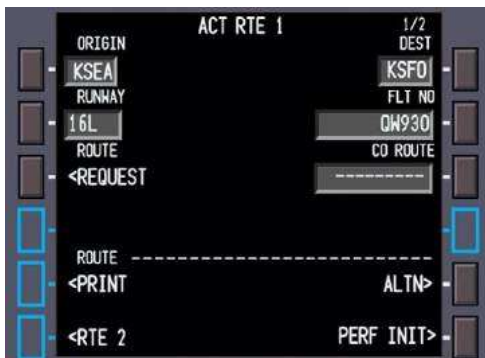 ACT RTE 1 1/2
ORIGIN DEST
KSEA KSFO
RUNWAY FLT NO
16L QW930
ROUTE CO ROUTE
<REQUEST ----------
ROUTE ------------------------
<PRINT ALTN>
<RTE 2 PERF INIT>